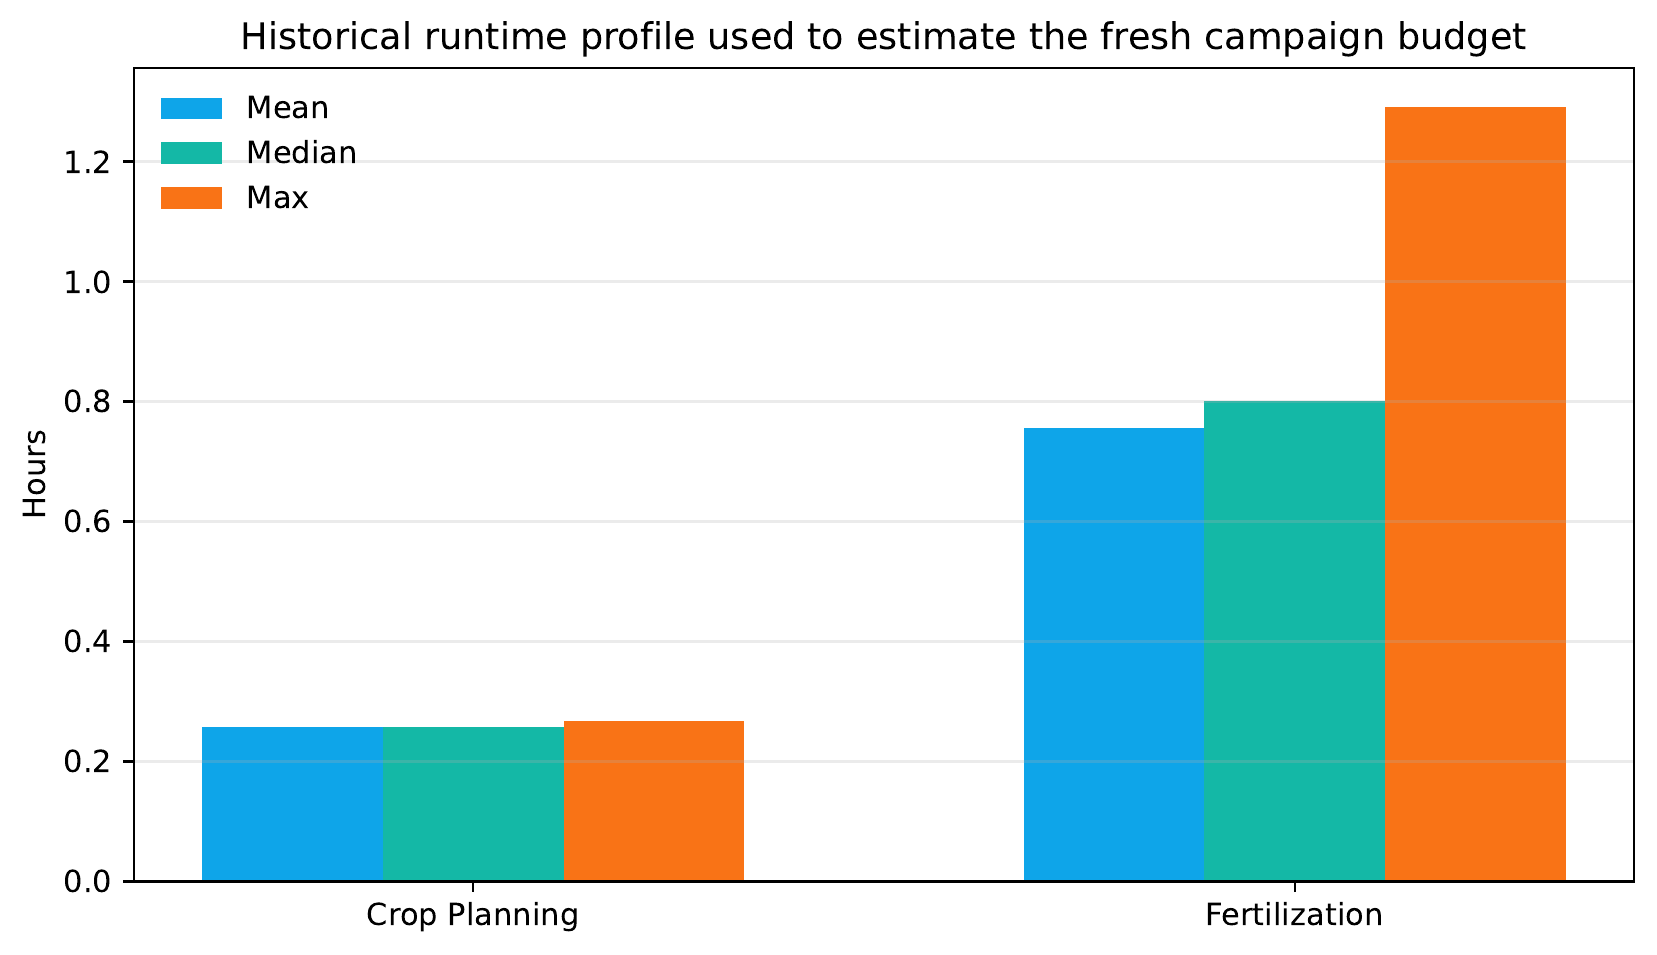 Historical runtime profile used to estimate the fresh campaign budget
Mean
Median
Max
1.2
1.0
0.8
0.6
0.4
0.2
0.0
Hours
Crop Planning
Fertilization